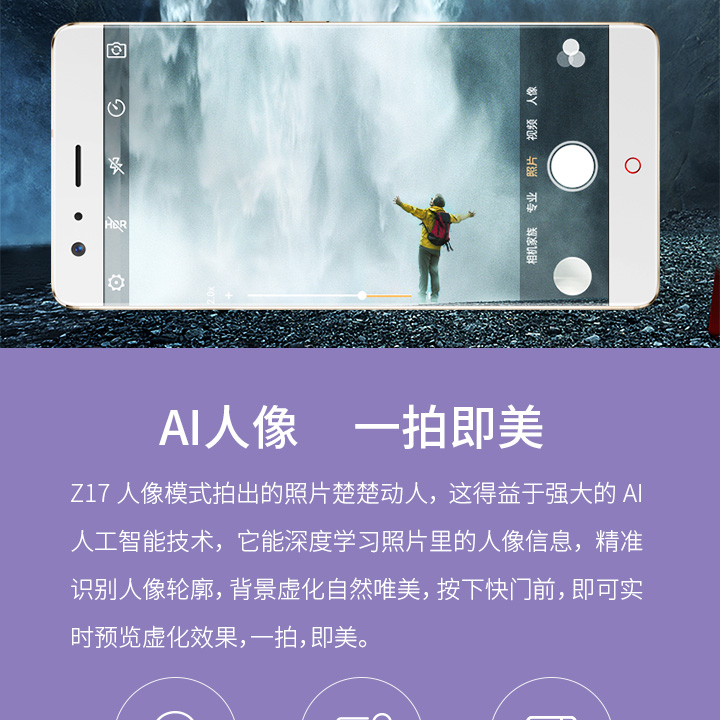 HDR
2.0x
人像
视频
照片
专业
相机家族
AI人像 一拍即美
Z17 人像模式拍出的照片楚楚动人，这得益于强大的 AI
人工智能技术，它能深度学习照片里的人像信息，精准
识别人像轮廓，背景虚化自然唯美，按下快门前，即可实
时预览虚化效果，一拍，即美。